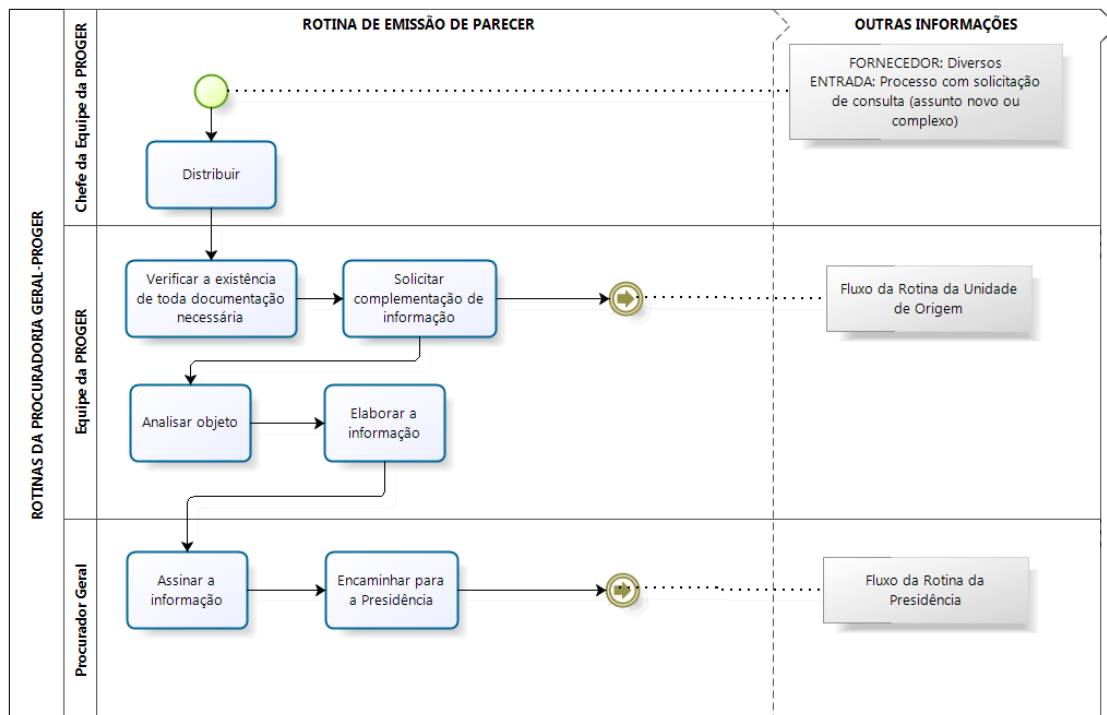 ROTINAS DA PROCURADORIA GERAL-PROGER
ROTINA DE EMISSÃO DE PARECER
OUTRAS INFORMAÇÕES
Chefe da Equipe da PROGER
FORNECEDOR: Diversos
ENTRADA: Processo com solicitação
de consulta (assunto novo ou
complexo)
Distribuir
Equipe da PROGER
Verificar a existência
de toda documentação
necessária
Solicitar
complementação de
informação
Fluxo da Rotina da Unidade
de Origem
Analisar objeto
Elaborar a
informação
Procurador Geral
Assinar a
informação
Encaminhar para
a Presidência
Fluxo da Rotina da
Presidência